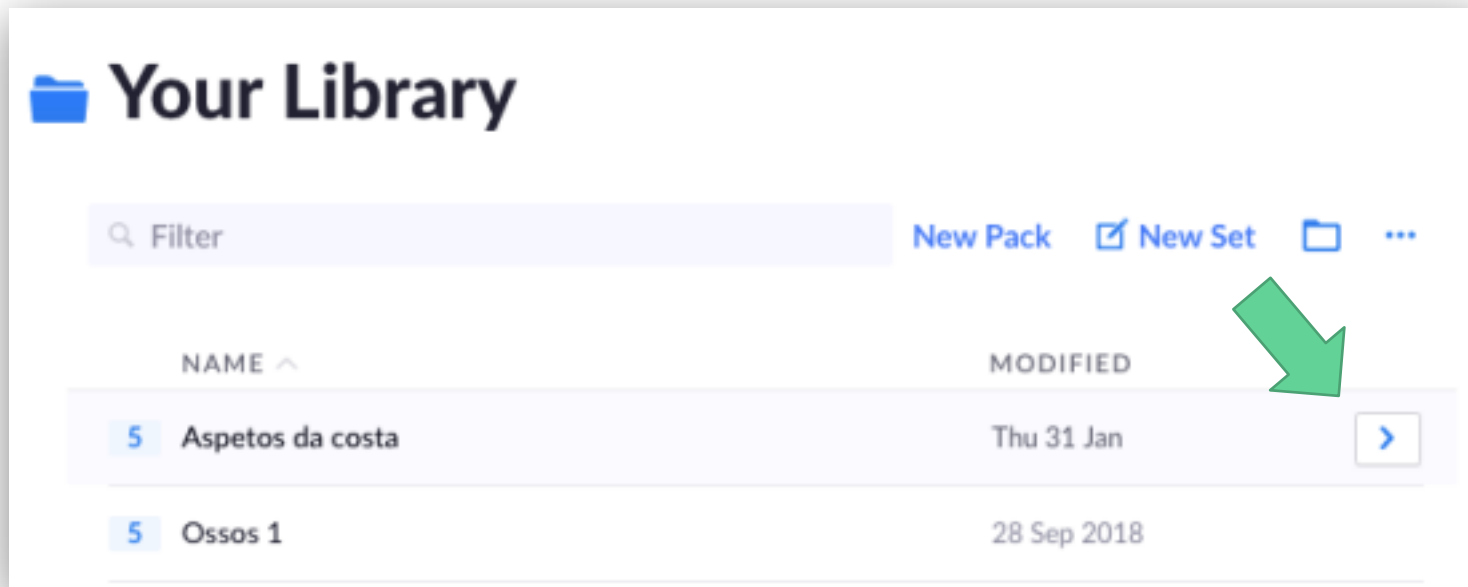 Your Library
Filter New Pack New Set ...
NAME MODIFIED
5 Aspetos da costa Thu 31 Jan
5 Ossos 1 28 Sep 2018